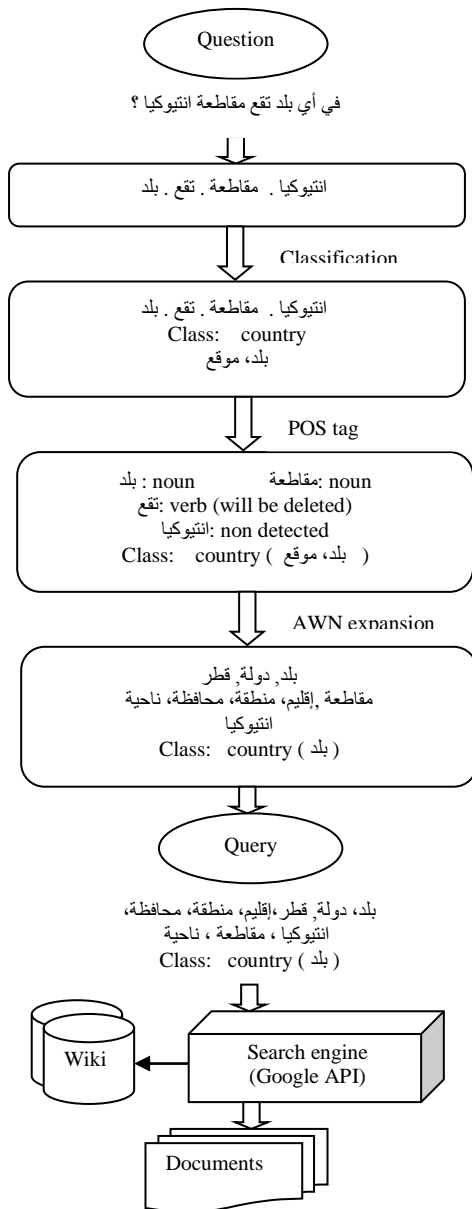 Question
في أي بلد تقع مقاطعة انتيوكيا ؟
انتيوكيا . مقاطعة . تقع . بلد
Classification
انتيوكيا . مقاطعة . تقع . بلد
Class: country
بلد، موقع
POS tag
بلد : noun مقاطعة: noun
تقع: verb (will be deleted)
انتيوكيا: non detected
Class: country ( بلد، موقع )
AWN expansion
بلد, دولة, قطر
مقاطعة ,إقليم، منطقة، محافظة، ناحية
انتيوكيا
Class: country ( بلد )
Query
بلد، دولة, قطر ،إقليم، منطقة، محافظة،
انتيوكيا ، مقاطعة ، ناحية
Class: country ( بلد )
Wiki
Search engine
(Google API)
Documents